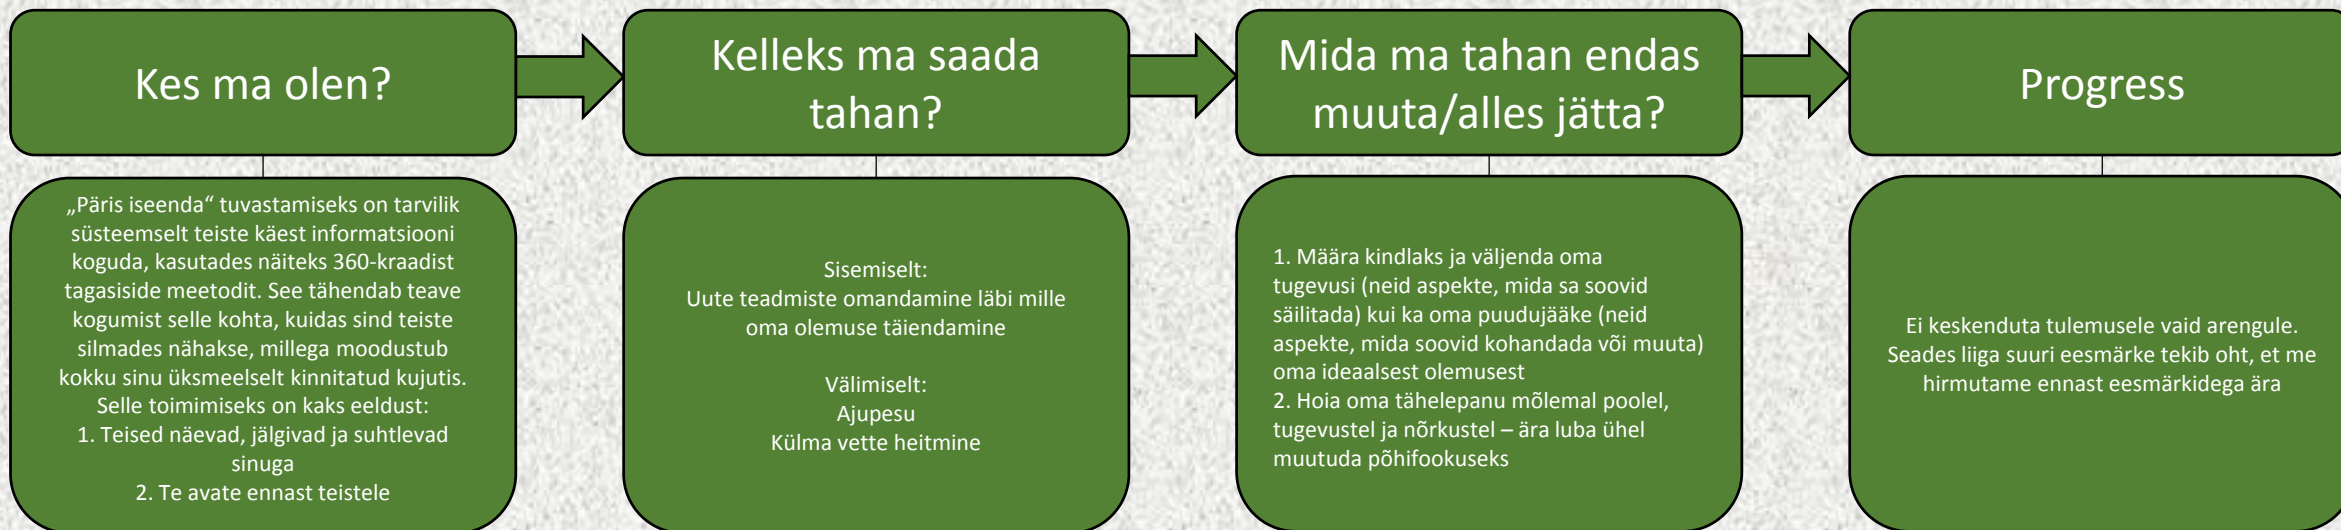 Kes ma olen?
„Päris iseenda“ tuvastamiseks on tarvilik
süsteemselt teiste käest informatsiooni
koguda, kasutades näiteks 360-kraadist
tagasiside meetodit. See tähendab teave
kogumist selle kohta, kuidas sind teiste
silmades nähakse, millega moodustub
kokku sinu üksmeelselt kinnitatud kujutis.
Selle toimimiseks on kaks eeldust:
1. Teised näevad, jälgivad ja suhtlevad
sinuga
2. Te avate ennast teistele
Kelleks ma saada
tahan?
Sisemiselt:
Uute teadmiste omandamine läbi mille
oma olemuse täiendamine
Välimiselt:
Ajupesu
Külma vette heitmine
Mida ma tahan endas
muuta/alles jätta?
1. Määra kindlaks ja väljenda oma
tugevusi (neid aspekte, mida sa soovid
säilitada) kui ka oma puudujääke (neid
aspekte, mida soovid kohandada või muuta)
oma ideaalsest olemusest
2. Hoia oma tähelepanu mõlemal poolel,
tugevustel ja nõrkustel – ära luba ühel
muutuda põhifookuseks
Progress
Ei keskenduta tulemusele vaid arengule.
Seades liiga suuri eesmärke tekib oht, et me
hirmutame ennast eesmärkidega ära